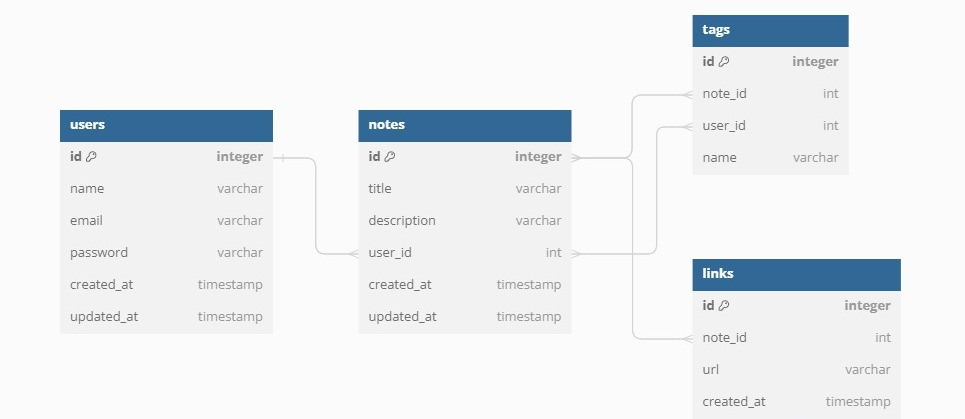 tags
id integer
note_id int
user_id int
name varchar
users
id integer
name varchar
email varchar
password varchar
created_at timestamp
updated_at timestamp
notes
id integer
title varchar
description varchar
user_id int
created_at timestamp
updated_at timestamp
links
id integer
note_id int
url varchar
created_at timestamp